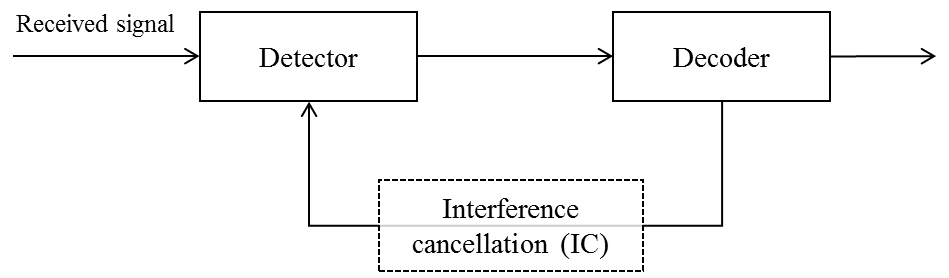 Received signal
Detector
Decoder
Interference
cancellation (IC)